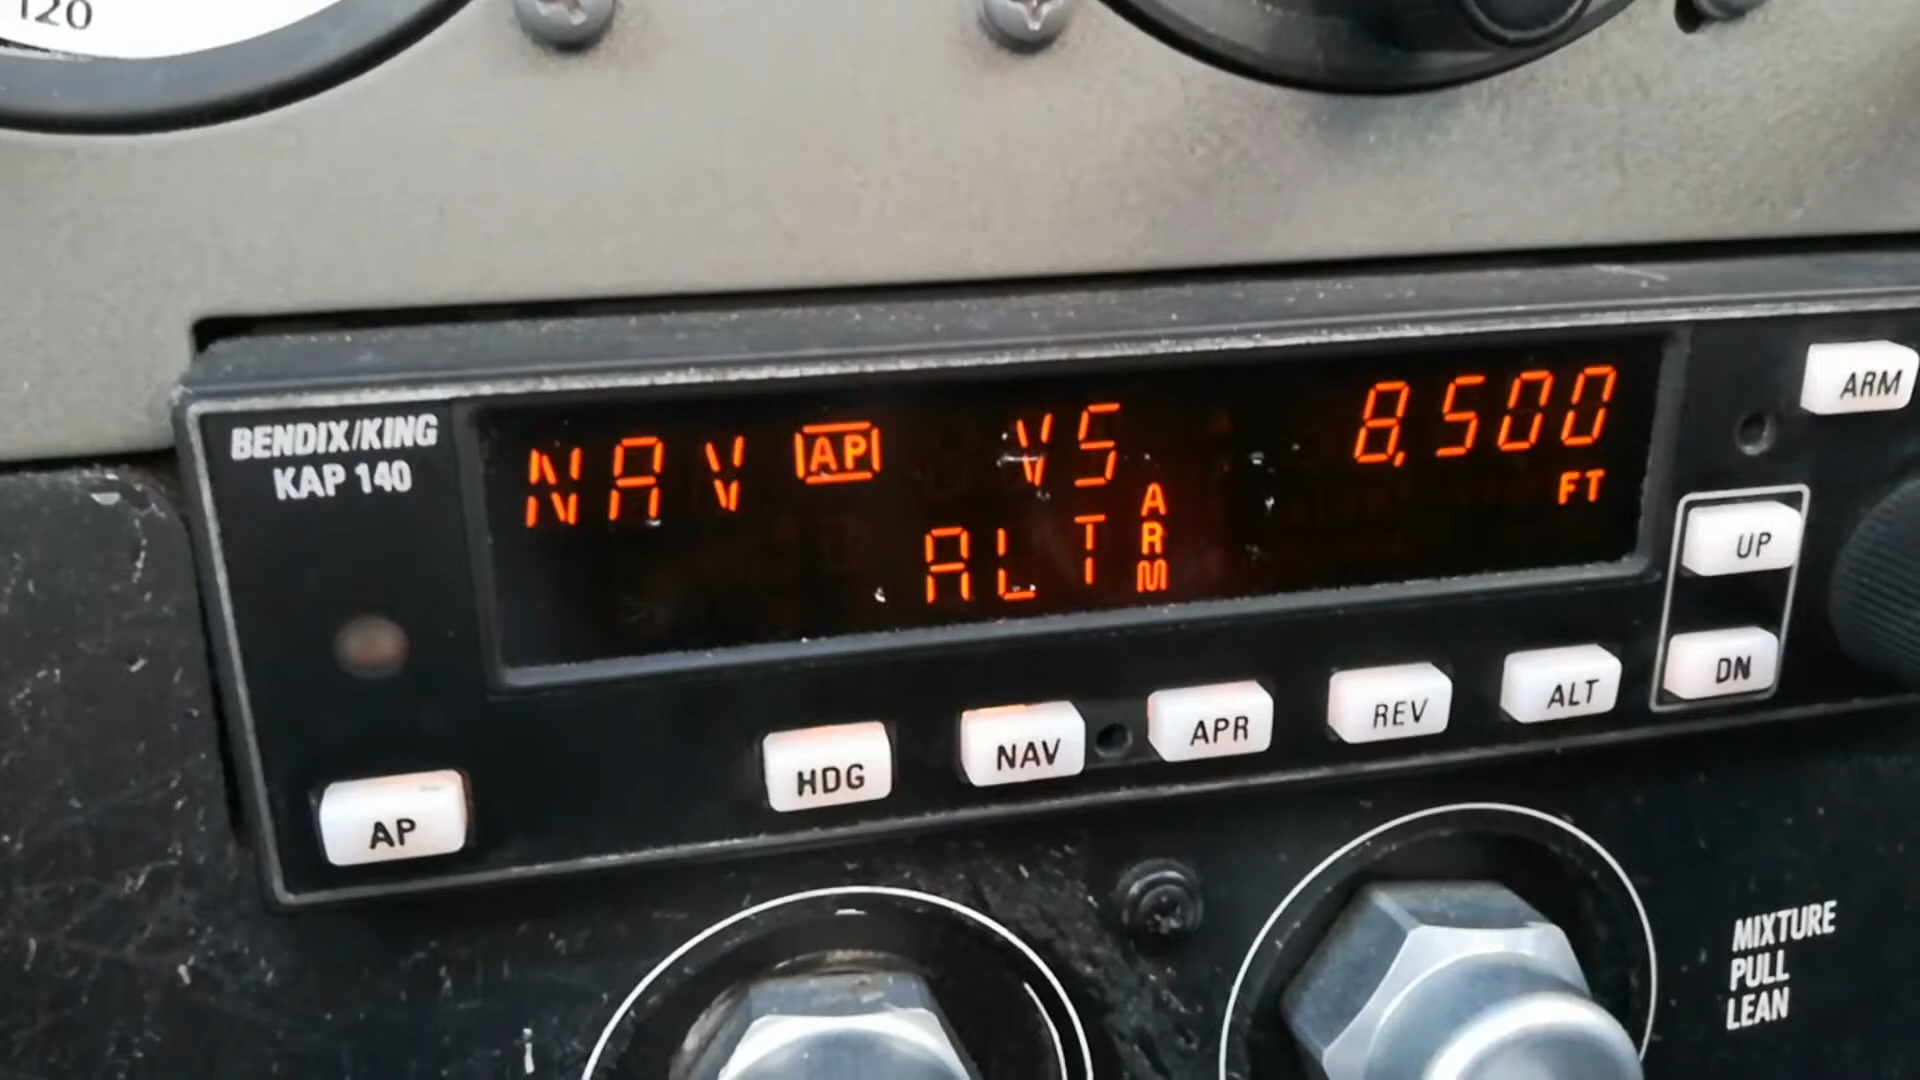 120
BENDIX/KING
KAP 140
NAV AP VS 8,500
FT
ALT ARM
ARM
UP
DN
AP
HDG
NAV
APR
REV
ALT
MIXTURE
PULL
LEAN